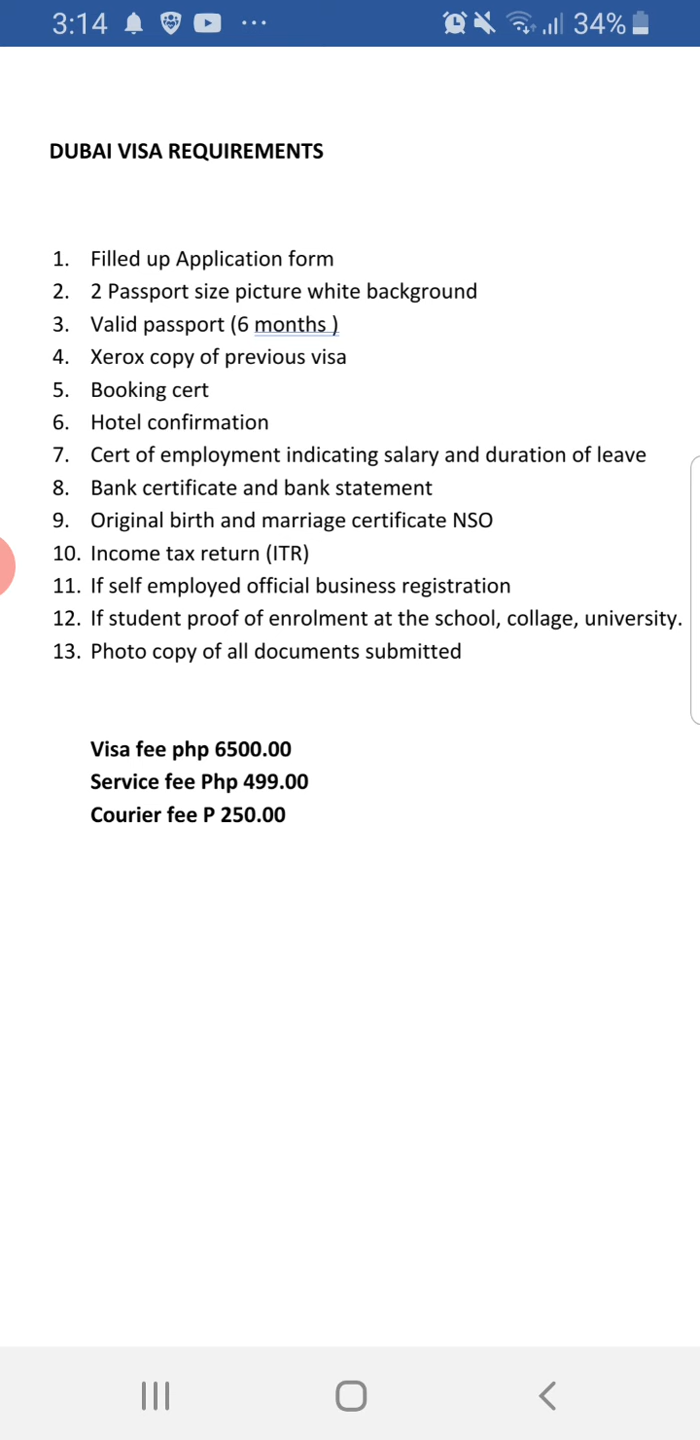 3:14
34%
DUBAI VISA REQUIREMENTS
1. Filled up Application form
2. 2 Passport size picture white background
3. Valid passport (6 months )
4. Xerox copy of previous visa
5. Booking cert
6. Hotel confirmation
7. Cert of employment indicating salary and duration of leave
8. Bank certificate and bank statement
9. Original birth and marriage certificate NSO
10. Income tax return (ITR)
11. If self employed official business registration
12. If student proof of enrolment at the school, collage, university.
13. Photo copy of all documents submitted
Visa fee php 6500.00
Service fee Php 499.00
Courier fee P 250.00